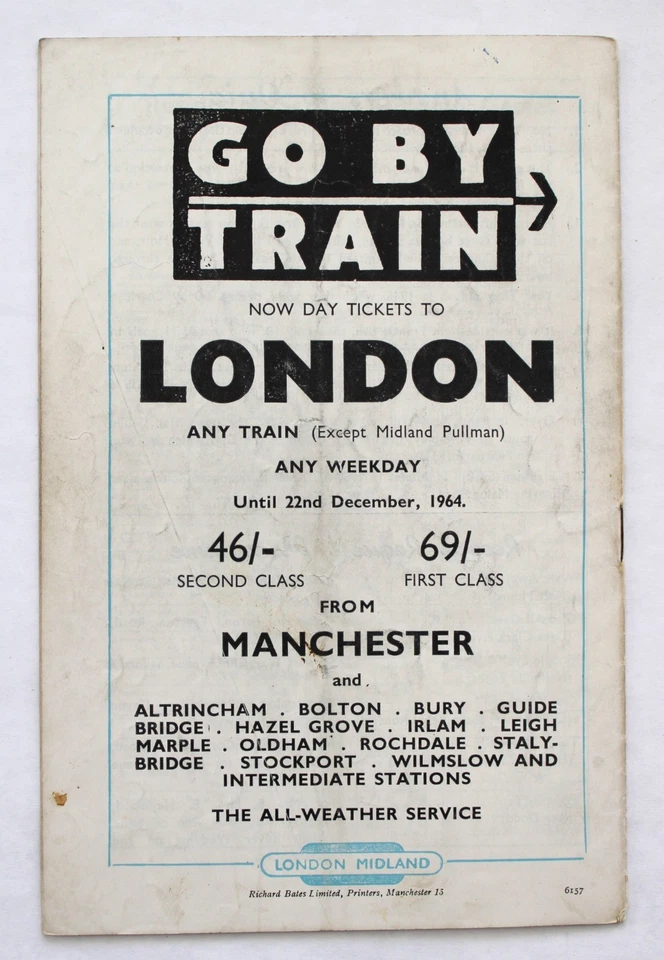 GO BY
TRAIN
NOW DAY TICKETS TO
LONDON
ANY TRAIN (Except Midland Pullman)
ANY WEEKDAY
Until 22nd December, 1964.
46/- 69/-
SECOND CLASS FIRST CLASS
FROM
MANCHESTER
and
ALTRINCHAM . BOLTON . BURY . GUIDE
BRIDGE . HAZEL GROVE . IRLAM . LEIGH
MARPLE . OLDHAM . ROCHDALE . STALY-
BRIDGE . STOCKPORT . WILMSLOW AND
INTERMEDIATE STATIONS
THE ALL-WEATHER SERVICE
LONDON MIDLAND
Richard Bates Limited, Printers, Manchester 15 6157